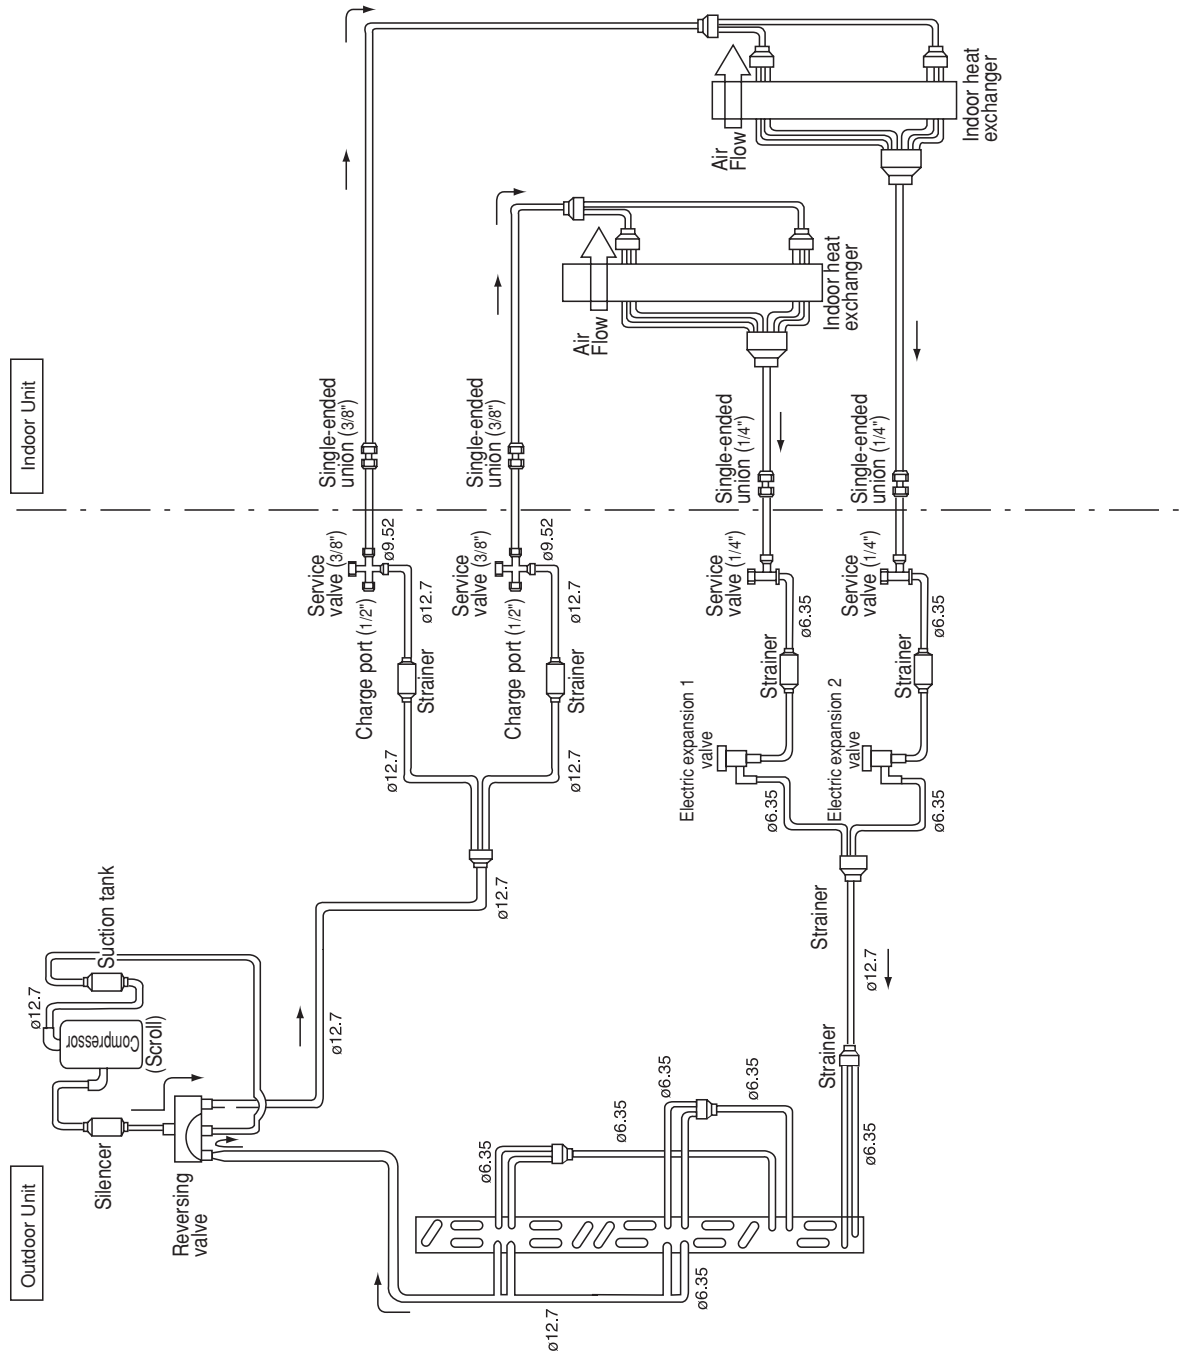 Indoor Unit
Outdoor Unit
Air
Flow
Indoor heat
exchanger
Air
Flow
Indoor heat
exchanger
Single-ended
union (3/8")
Single-ended
union (3/8")
Single-ended
union (1/4")
Single-ended
union (1/4")
Service
valve (3/8")
ø9.52
Service
valve (3/8")
ø9.52
Service
valve (1/4")
Service
valve (1/4")
Charge port (1/2")
ø12.7
Charge port (1/2")
ø12.7
ø6.35
ø6.35
Strainer
Strainer
Strainer
Strainer
Electric expansion 1
valve
Electric expansion 2
valve
ø12.7
ø12.7
ø6.35
ø6.35
ø12.7
Strainer
ø12.7
Strainer
Suction tank
ø12.7
Compressor
(Scroll)
ø12.7
Silencer
Reversing
valve
ø6.35
ø6.35
ø6.35
ø6.35
ø6.35
ø6.35
ø12.7